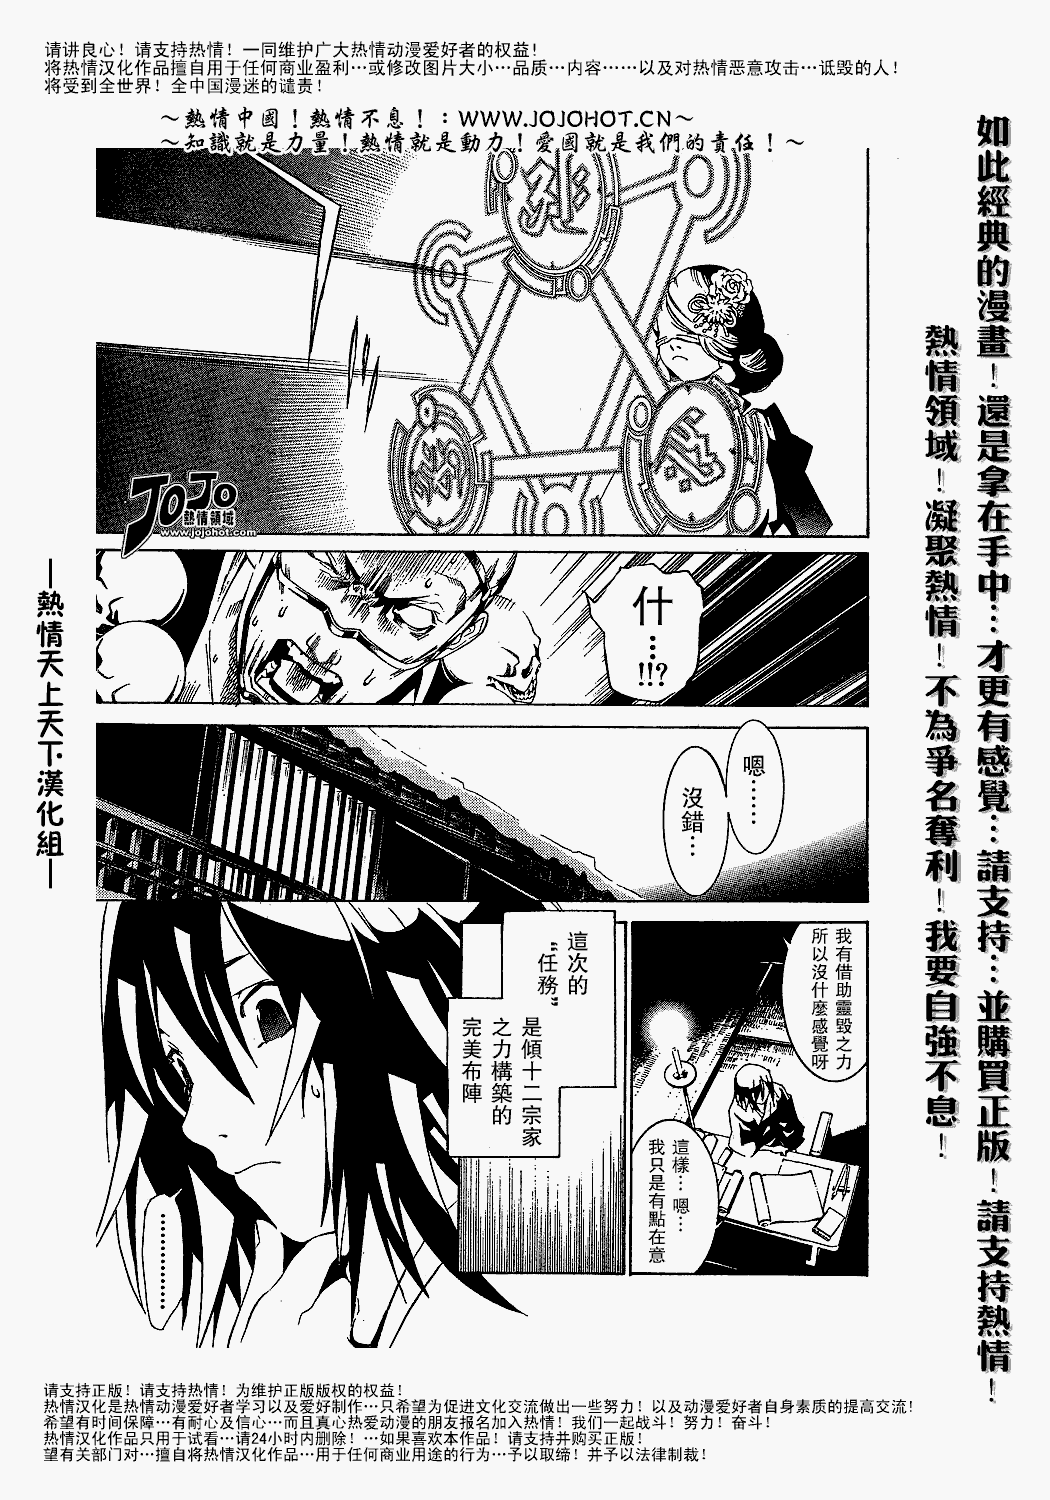 请讲良心！请支持热情！一同维护广大热情动漫爱好者的权益！
将热情汉化作品擅自用于任何商业盈利…或修改图片大小…品质…内容……以及对热情恶意攻击…诋毁的人！
将受到全世界！全中国漫迷的谴责！
～熱情中國！熱情不息！：WWW.JOJOHOT.CN～
～知識就是力量！熱情就是動力！愛國就是我們的責任！～
如此經典的漫畫！還是拿在手中…才更有感覺…請支持…並購買正版！請支持熱情！
熱情領域！凝聚熱情！不為爭名奪利！我要自強不息！
JOJO
熱情領域
www.jojohot.com
—熱情天上天下漢化組—
什
…
!!?
嗯……
沒錯…
我有借助靈毀之力
所以沒什麼感覺呀
這樣…嗯…
我只是有點在意
這次的
“任務”
是傾十二宗家
之力構築的
完美布陣
………
请支持正版！请支持热情！为维护正版版权的权益！
热情汉化是热情动漫爱好者学习以及爱好制作…只希望为促进文化交流做出一些努力！以及动漫爱好者自身素质的提高交流！
希望有时间保障…有耐心及信心…而且真心热爱动漫的朋友报名加入热情！我们一起战斗！努力！奋斗！
热情汉化作品只用于试看…请24小时内删除！…如果喜欢本作品！请支持并购买正版！
望有关部门对…擅自将热情汉化作品…用于任何商业用途的行为…予以取缔！并予以法律制裁！